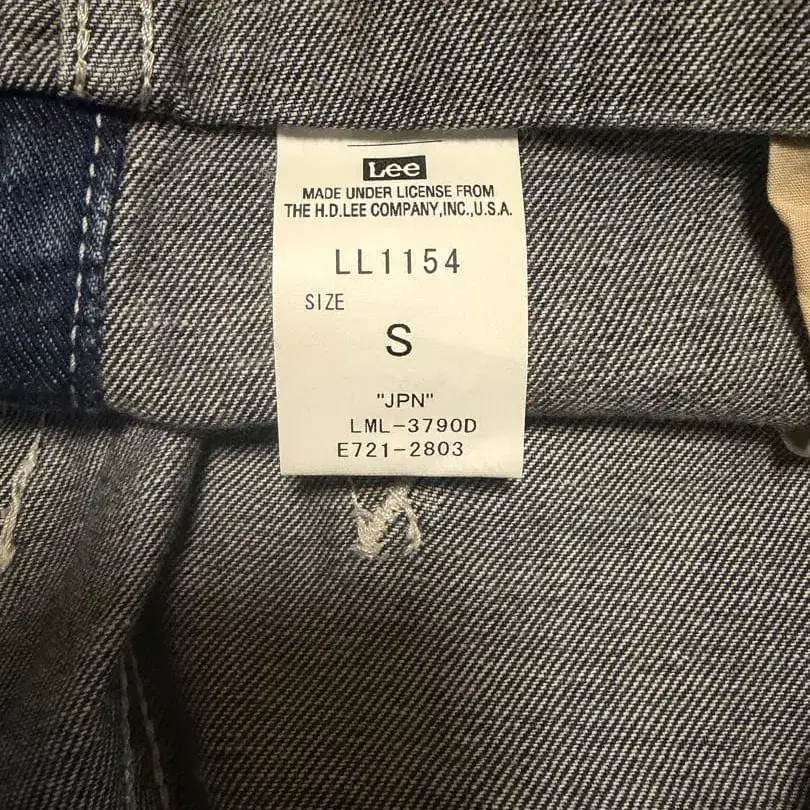 Lee
MADE UNDER LICENSE FROM
THE H.D.LEE COMPANY,INC.,U.S.A.
LL1154
SIZE
S
"JPN"
LML-3790D
E721-2803